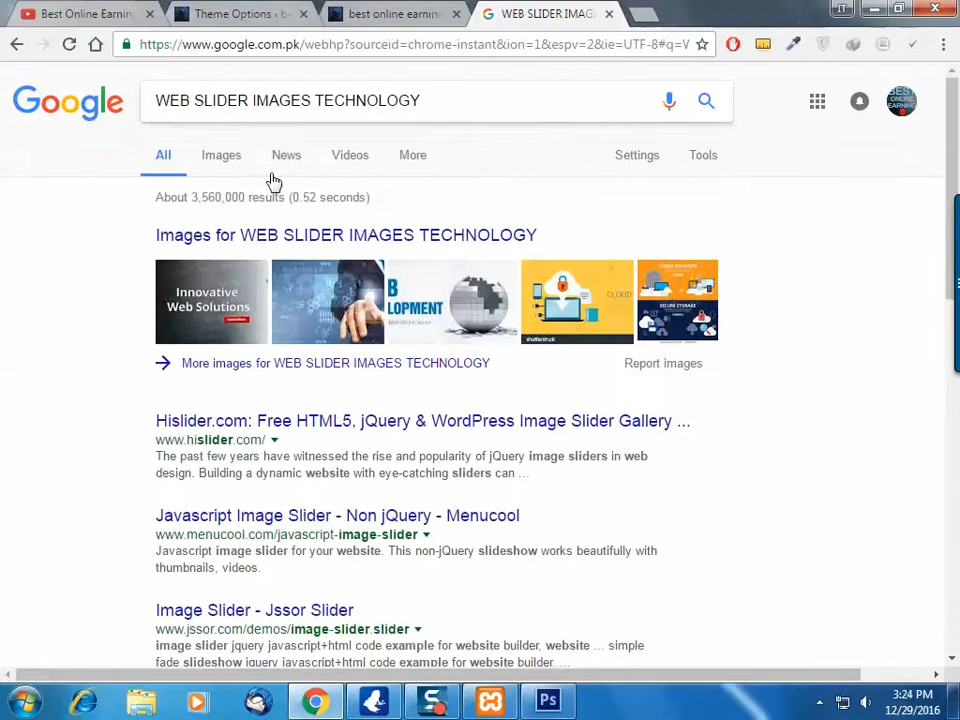 Best Online Earnin
Theme Options ‹ b
best online earnin
WEB SLIDER IMAG
https://www.google.com.pk/webhp?sourceid=chrome-instant&ion=1&espv=2&ie=UTF-8#q=W
Google
WEB SLIDER IMAGES TECHNOLOGY
BEST ONLINE EARNING
All Images News Videos More Settings Tools
About 3,560,000 results (0.52 seconds)
Images for WEB SLIDER IMAGES TECHNOLOGY
Innovative
Web Solutions
B
LOPMENT
CLOUD
shutterstock
SECURE STORAGE
More images for WEB SLIDER IMAGES TECHNOLOGY
Report images
Hislider.com: Free HTML5, jQuery & WordPress Image Slider Gallery ...
www.hislider.com/
The past few years have witnessed the rise and popularity of jQuery image sliders in web
design. Building a dynamic website with eye-catching sliders can ...
Javascript Image Slider - Non jQuery - Menucool
www.menucool.com/javascript-image-slider
Javascript image slider for your website. This non-jQuery slideshow works beautifully with
thumbnails, videos.
Image Slider - Jssor Slider
www.jssor.com/demos/image-slider.slider
image slider jquery javascript+html code example for website builder, website ... simple
fade slideshow jquery javascript+html code example for website builder. ...
Ps
3:24 PM
12/29/2016